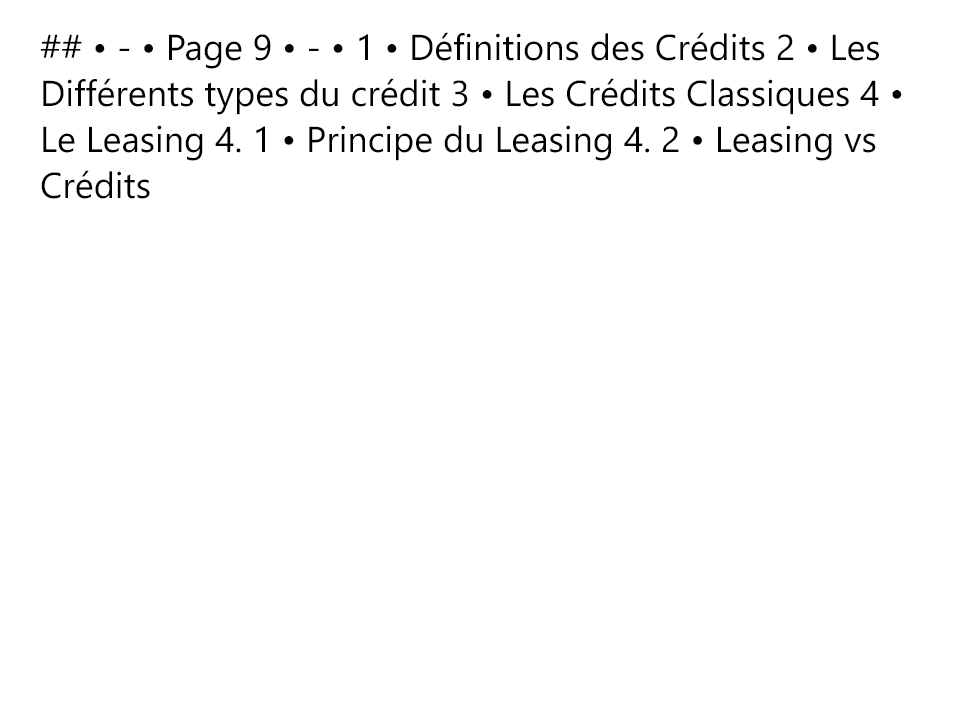 ## • - • Page 9 • - • 1 • Définitions des Crédits 2 • Les
Différents types du crédit 3 • Les Crédits Classiques 4 •
Le Leasing 4. 1 • Principe du Leasing 4. 2 • Leasing vs
Crédits